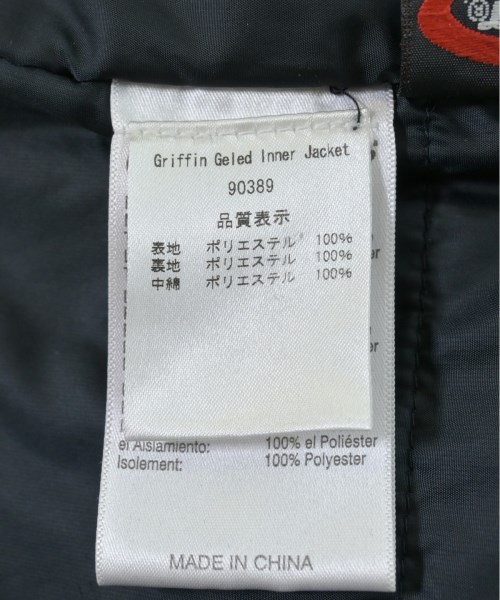 Griffin Geled Inner Jacket
90389
品質表示
表地 ポリエステル 100%
裏地 ポリエステル 100%
中綿 ポリエステル 100%
er
er
el Aislamiento: 100% el Poliéster
Isolement: 100% Polyester
MADE IN CHINA